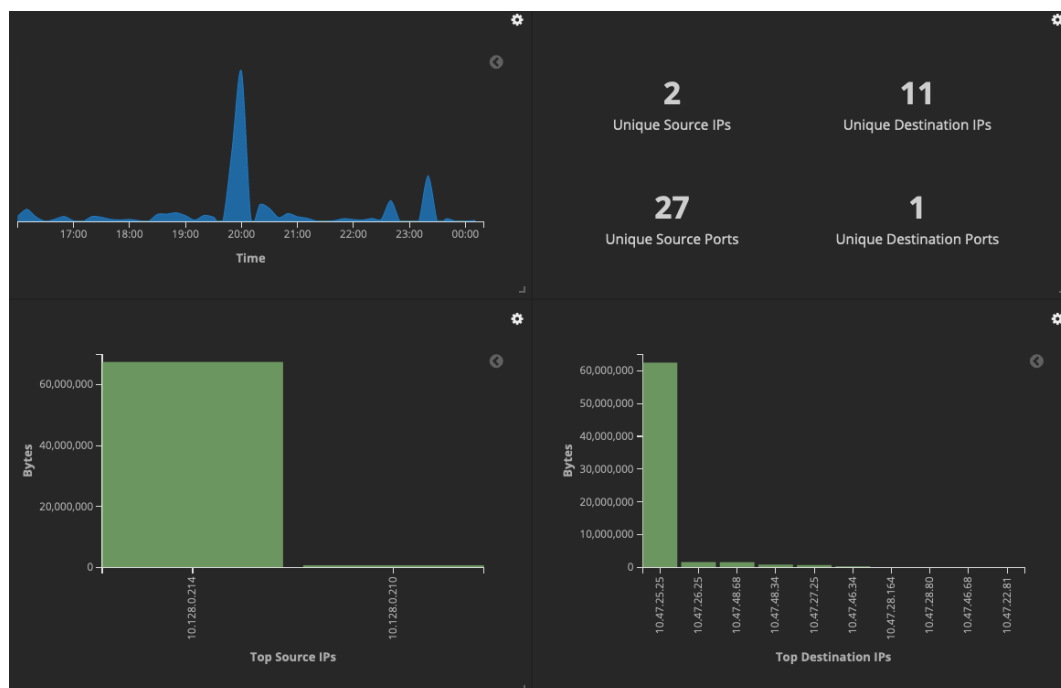 17:00 18:00 19:00 20:00 21:00 22:00 23:00 00:00
Time
2
Unique Source IPs
11
Unique Destination IPs
27
Unique Source Ports
1
Unique Destination Ports
60,000,000
40,000,000
20,000,000
0
Bytes
10.128.0.214
10.128.0.210
Top Source IPs
60,000,000
50,000,000
40,000,000
30,000,000
20,000,000
10,000,000
0
Bytes
10.47.25.25
10.47.26.25
10.47.48.68
10.47.48.34
10.47.27.25
10.47.46.34
10.47.28.164
10.47.28.80
10.47.46.68
10.47.22.81
Top Destination IPs